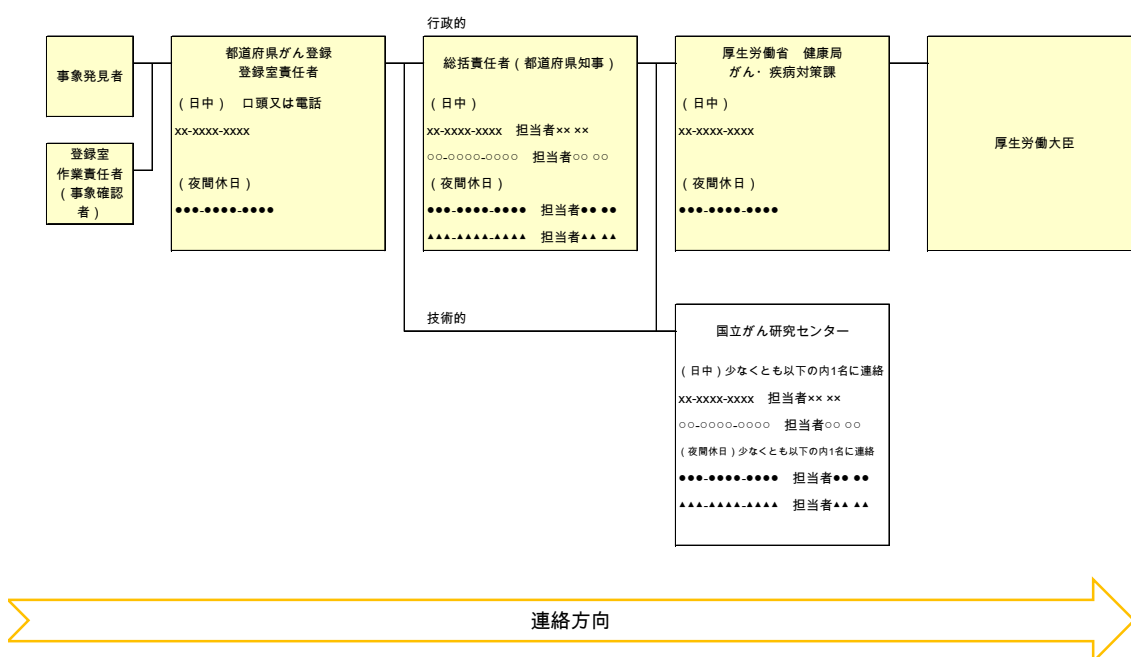 行政的
事象発見者
登録室
作業責任者
(事象確認
者)
都道府県がん登録
登録室責任者
(日中) 口頭又は電話
xx-xxxx-xxxx
(夜間休日)
●●●-●●●●-●●●●
総括責任者(都道府県知事)
(日中)
xx-xxxx-xxxx 担当者×× ××
○○-○○○○-○○○○ 担当者○○ ○○
(夜間休日)
●●●-●●●●-●●●● 担当者●● ●●
▲▲▲-▲▲▲▲-▲▲▲▲ 担当者▲▲ ▲▲
厚生労働省 健康局
がん・疾病対策課
(日中)
xx-xxxx-xxxx
(夜間休日)
●●●-●●●●-●●●●
厚生労働大臣
技術的
国立がん研究センター
(日中)少なくとも以下の内1名に連絡
xx-xxxx-xxxx 担当者×× ××
○○-○○○○-○○○○ 担当者○○ ○○
(夜間休日)少なくとも以下の内1名に連絡
●●●-●●●●-●●●● 担当者●● ●●
▲▲▲-▲▲▲▲-▲▲▲▲ 担当者▲▲ ▲▲
連絡方向